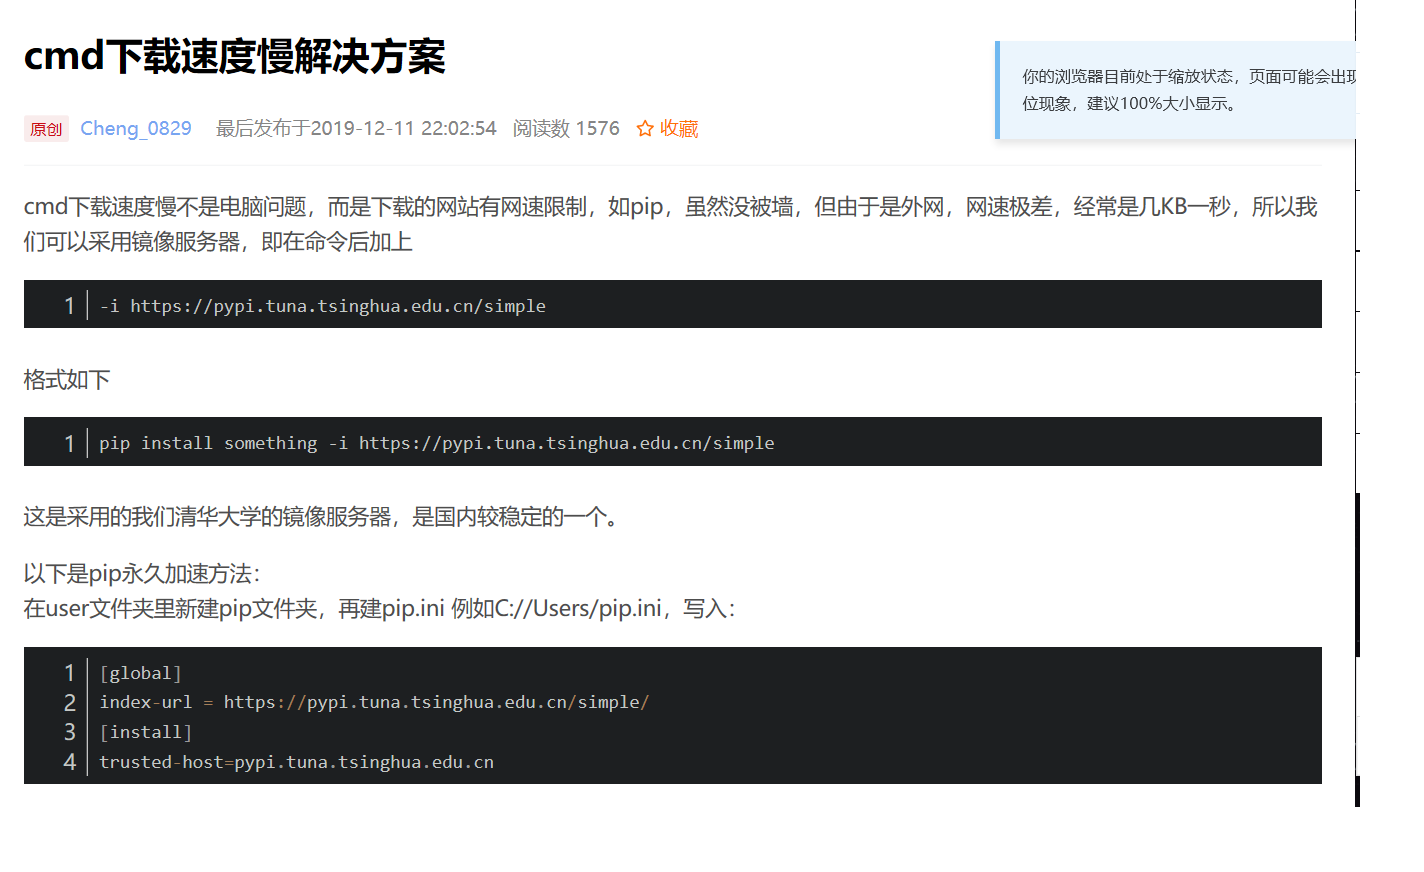 cmd下载速度慢解决方案
你的浏览器目前处于缩放状态，页面可能会出现
位现象，建议100%大小显示。
原创 Cheng_0829 最后发布于2019-12-11 22:02:54 阅读数 1576 收藏
cmd下载速度慢不是电脑问题，而是下载的网站有网速限制，如pip，虽然没被墙，但由于是外网，网速极差，经常是几KB一秒，所以我
们可以采用镜像服务器，即在命令后加上
1 -i https://pypi.tuna.tsinghua.edu.cn/simple
格式如下
1 pip install something -i https://pypi.tuna.tsinghua.edu.cn/simple
这是采用的我们清华大学的镜像服务器，是国内较稳定的一个。
以下是pip永久加速方法：
在user文件夹里新建pip文件夹，再建pip.ini 例如C://Users/pip.ini，写入：
1 [global]
2 index-url = https://pypi.tuna.tsinghua.edu.cn/simple/
3 [install]
4 trusted-host=pypi.tuna.tsinghua.edu.cn